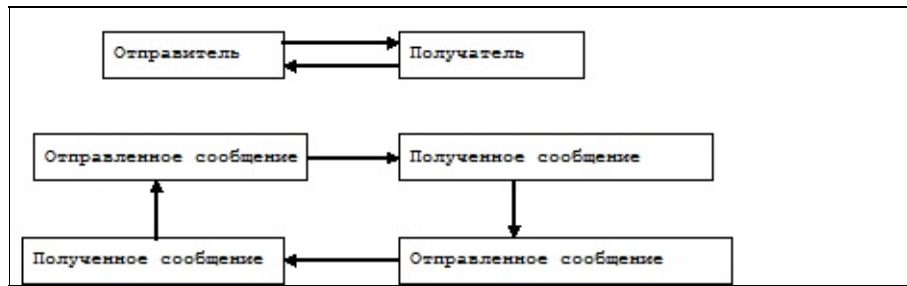 Отправитель
Получатель
Отправленное сообщение
Полученное сообщение
Полученное сообщение
Отправленное сообщение